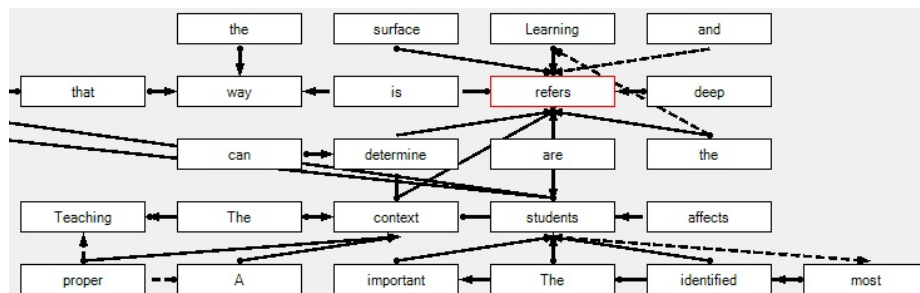 the surface Learning and
that way is refers deep
can determine are the
Teaching The context students affects
proper A important The identified most